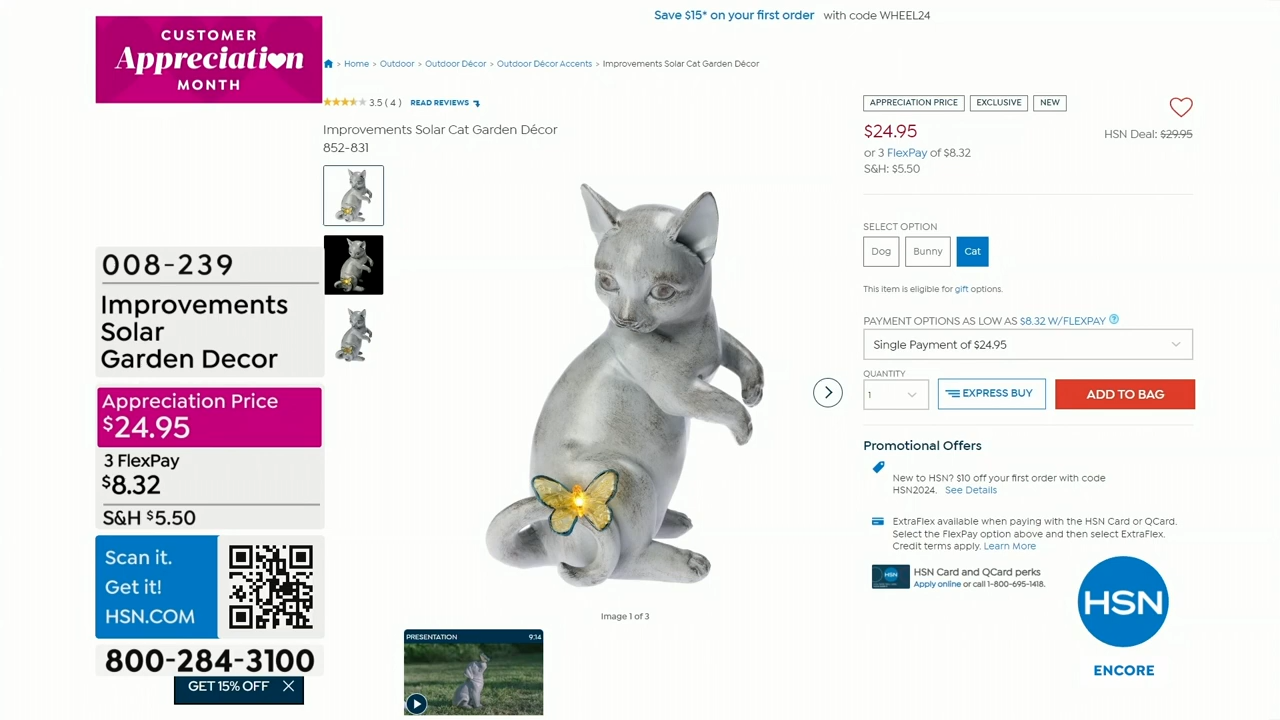 Save $15* on your first order with code WHEEL24
CUSTOMER
Appreciation
MONTH
> Home > Outdoor > Outdoor Décor > Outdoor Décor Accents > Improvements Solar Cat Garden Décor
3.5 ( 4 ) READ REVIEWS
Improvements Solar Cat Garden Décor
852-831
APPRECIATION PRICE
EXCLUSIVE
NEW
$24.95
HSN Deal: $29.95
or 3 FlexPay of $8.32
S&H: $5.50
SELECT OPTION
Dog
Bunny
Cat
This item is eligible for gift options.
PAYMENT OPTIONS AS LOW AS $8.32 W/FLEXPAY ?
Single Payment of $24.95
QUANTITY
1
EXPRESS BUY
ADD TO BAG
Promotional Offers
New to HSN? $10 off your first order with code
HSN2024. See Details
ExtraFlex available when paying with the HSN Card or QCard.
Select the FlexPay option above and then select ExtraFlex.
Credit terms apply. Learn More
HSN
HSN Card and QCard perks
Apply online or call 1-800-695-1418.
Image 1 of 3
PRESENTATION 9:14
008-239
Improvements
Solar
Garden Decor
Appreciation Price
$24.95
3 FlexPay
$8.32
S&H $5.50
Scan it.
Get it!
HSN.COM
800-284-3100
GET 15% OFF
HSN
ENCORE